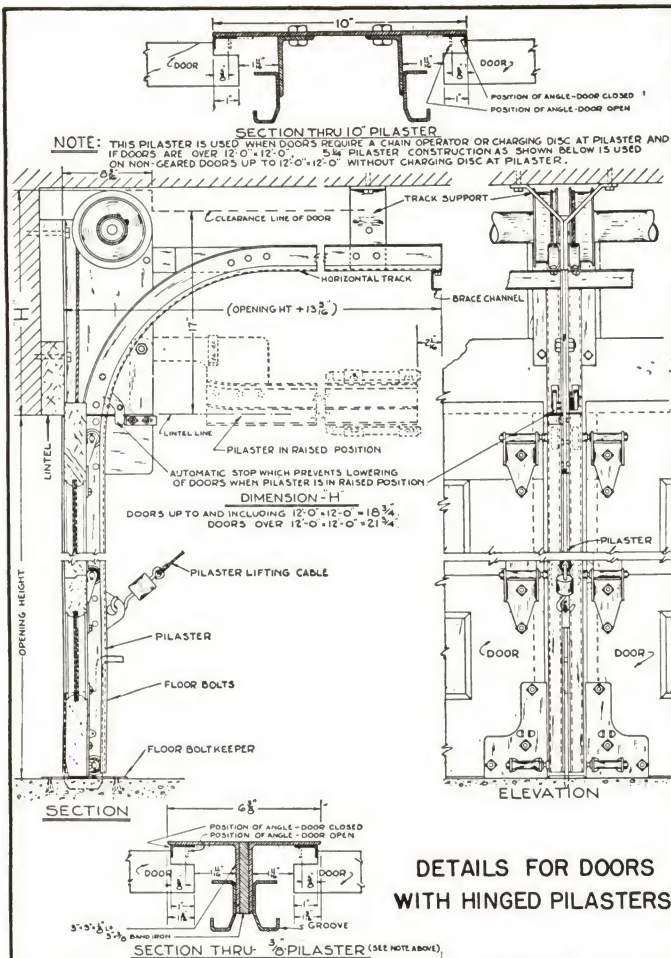 10"
DOOR
1 11/16"
1 11/16"
DOOR
1"
1"
POSITION OF ANGLE-DOOR CLOSED
POSITION OF ANGLE-DOOR OPEN
SECTION THRU 10" PILASTER
NOTE: THIS PILASTER IS USED WHEN DOORS REQUIRE A CHAIN OPERATOR OR CHARGING DISC AT PILASTER AND
IF DOORS ARE OVER 12'-0" x 12'-0". 5 1/4" PILASTER CONSTRUCTION AS SHOWN BELOW IS USED
ON NON-GEARED DOORS UP TO 12'-0" x 12'-0" WITHOUT CHARGING DISC AT PILASTER.
TRACK SUPPORT
CLEARANCE LINE OF DOOR
"H"
HORIZONTAL TRACK
BRACE CHANNEL
(OPENING HT + 13 3/16")
17"
LINTEL
LINTEL LINE
PILASTER IN RAISED POSITION
AUTOMATIC STOP WHICH PREVENTS LOWERING
OF DOORS WHEN PILASTER IS IN RAISED POSITION
DIMENSION-"H"
DOORS UP TO AND INCLUDING 12'-0" x 12'-0" = 18 3/4".
DOORS OVER 12'-0" x 12'-0" = 21 3/4".
PILASTER
PILASTER LIFTING CABLE
OPENING HEIGHT
PILASTER
DOOR
DOOR
FLOOR BOLTS
FLOOR BOLT KEEPER
SECTION
ELEVATION
6 3/8"
POSITION OF ANGLE-DOOR CLOSED
POSITION OF ANGLE-DOOR OPEN
DOOR
DOOR
1"
1"
GROOVE
BAND IRON
SECTION THRU- 3/8" PILASTER (SEE NOTE ABOVE)
DETAILS FOR DOORS
WITH HINGED PILASTERS